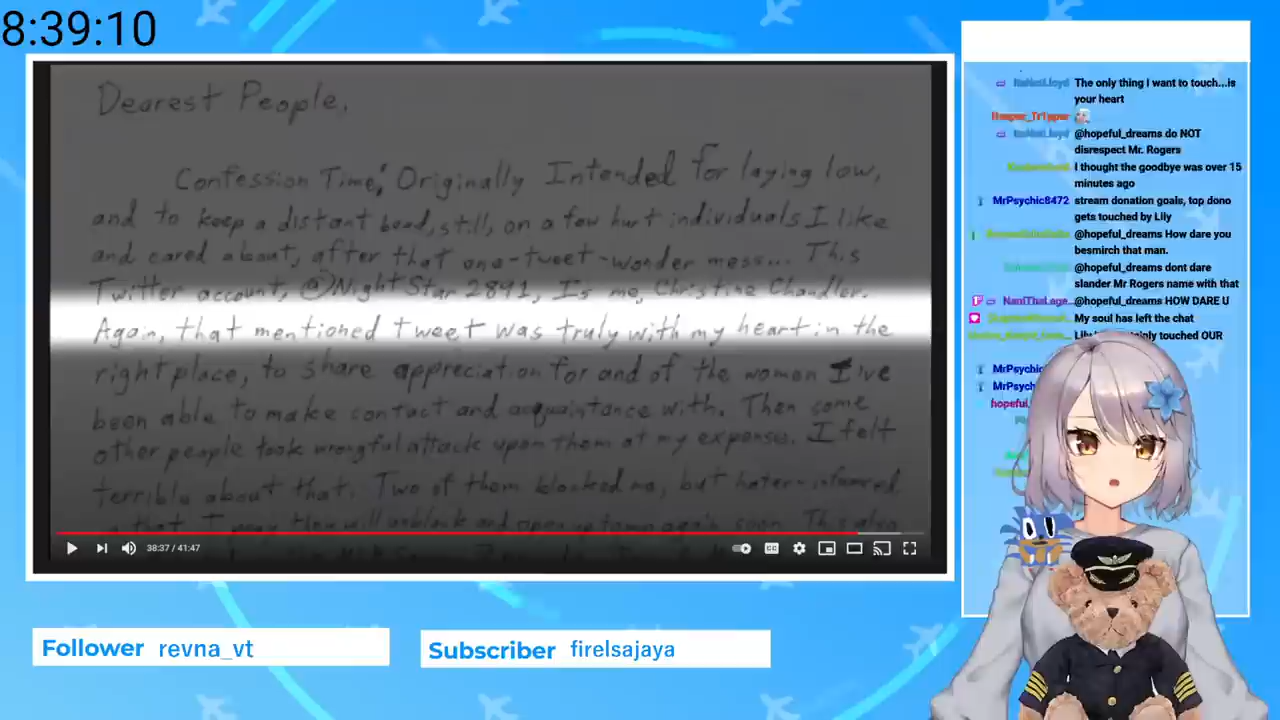 8:39:10
Dearest People,
Confession Time; Originally Intended for laying low,
and to keep a distant bead, still, on a few hurt individuals I like
and cared about, after that one-tweet-wonder mess... This
Twitter account, @NightStar2891, Is me, Christine Chandler.
Again, that mentioned tweet was truly with my heart in the
right place, to share appreciation for and of the women I've
been able to make contact and acquaintance with. Then some
other people took wrongful attack upon them at my expense. I felt
terrible about that. Two of them blocked me, but
38:37 / 41:47
The only thing I want to touch...is
your heart
Reaper_Tripper
@hopeful_dreams do NOT
disrespect Mr. Rogers
I thought the goodbye was over 15
minutes ago
MrPsychic8472 stream donation goals, top dono
gets touched by Lily
@hopeful_dreams How dare you
besmirch that man.
@hopeful_dreams dont dare
slander Mr Rogers name with that
@hopeful_dreams HOW DARE U
My soul has left the chat
touched OUR
MrPsychic
MrPsych
hopeful
Follower revna_vt
Subscriber firelsajaya